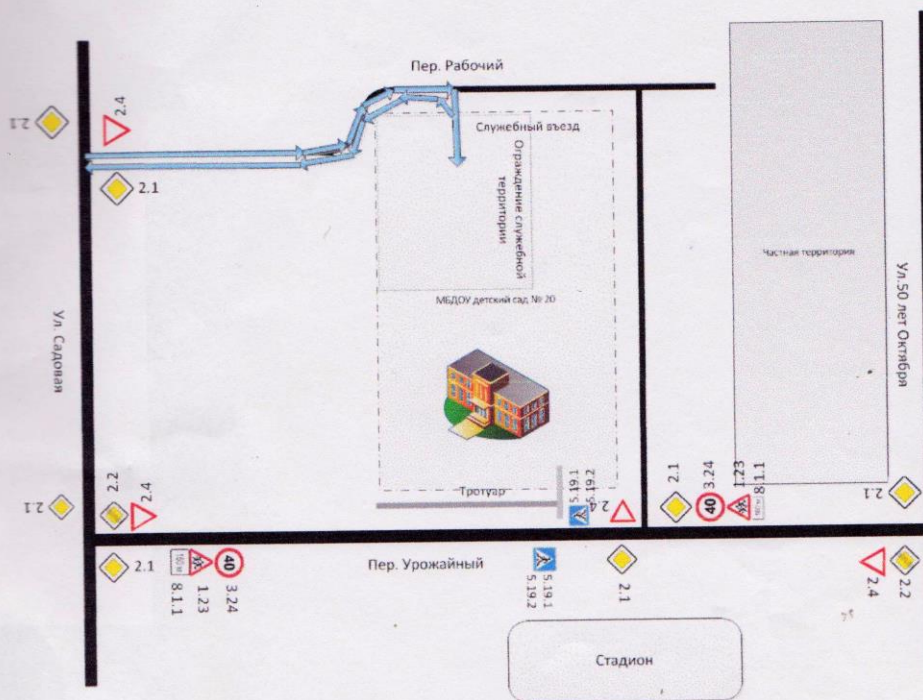 Пер. Рабочий
2.4
2.1
Служебный въезд
Ограждение служебной
территории
2.1
Частная территория
МБДОУ детский сад № 20
Ул. Садовая
Ул.50 лет Октября
2.2
2.4
2.1
Тротуар
5.19.1
5.19.2
2.4
2.1
3.24
40
1.23
8.1.1
2.1
2.1
8.1.1
1.23
3.24
40
160 м
Пер. Урожайный
5.19.1
5.19.2
2.1
2.4
2.2
Стадион